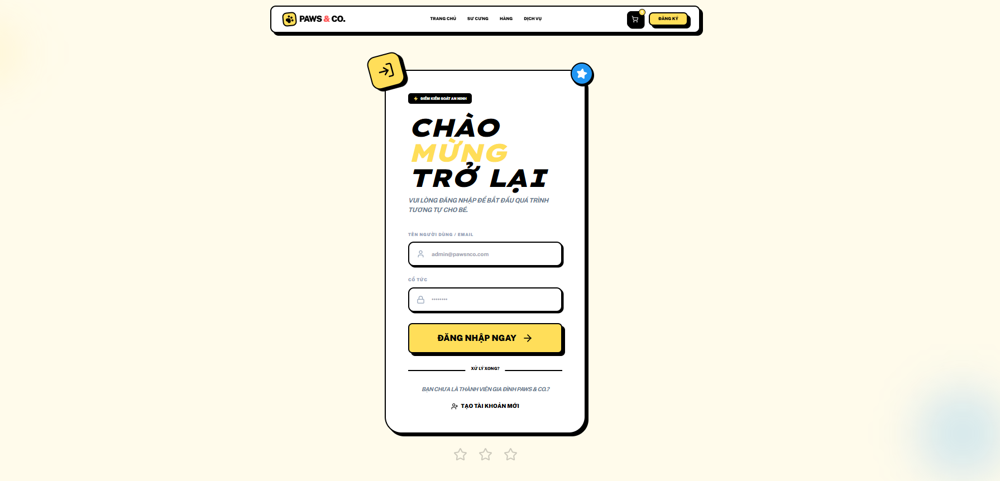 PAWS & CO.
TRANG CHỦ
SƯ CƯNG
HÀNG
DỊCH VỤ
ĐĂNG KÝ
ĐIỂM KIỂM SOÁT AN NINH
CHÀO
MỪNG
TRỞ LẠI
VUI LÒNG ĐĂNG NHẬP ĐỂ BẮT ĐẦU QUÁ TRÌNH
TƯƠNG TỰ CHO BÉ.
TÊN NGƯỜI DÙNG / EMAIL
admin@pawsnco.com
CỔ TỨC
••••••••
ĐĂNG NHẬP NGAY
XỬ LÝ XONG?
BẠN CHƯA LÀ THÀNH VIÊN GIA ĐÌNH PAWS & CO.?
TẠO TÀI KHOẢN MỚI